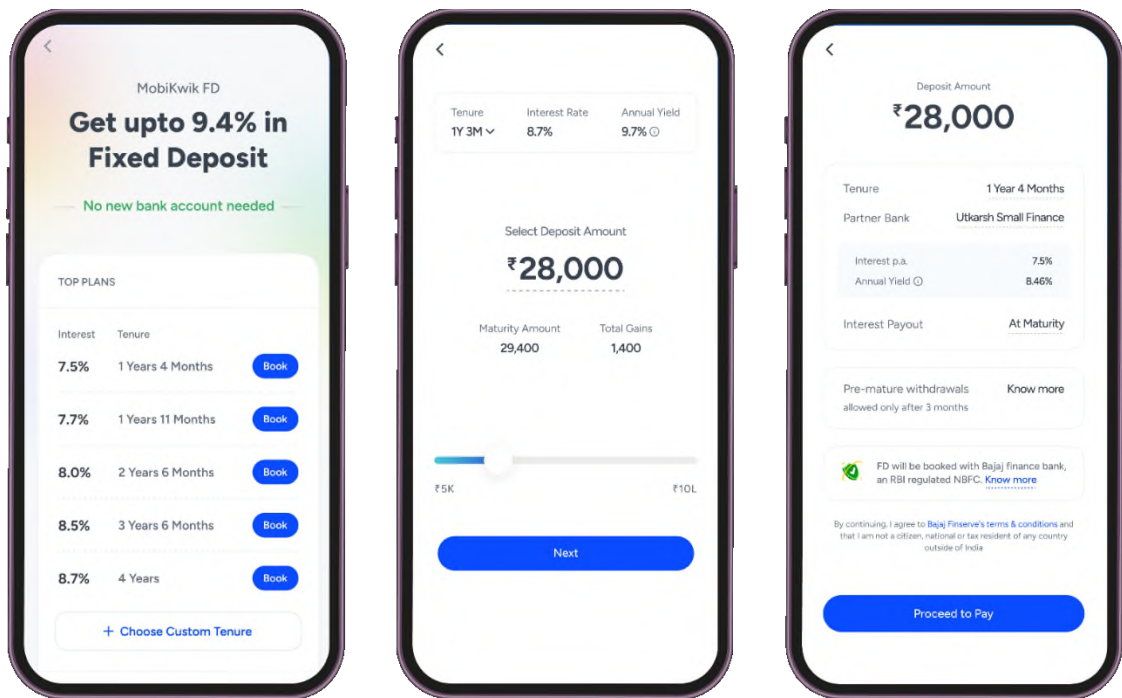 MobiKwik FD
Get upto 9.4% in
Fixed Deposit
No new bank account needed
TOP PLANS
Interest Tenure
7.5% 1 Years 4 Months Book
7.7% 1 Years 11 Months Book
8.0% 2 Years 6 Months Book
8.5% 3 Years 6 Months Book
8.7% 4 Years Book
+ Choose Custom Tenure
Tenure Interest Rate Annual Yield
1Y 3M 8.7% 9.7%
Select Deposit Amount
₹28,000
Maturity Amount Total Gains
29,400 1,400
₹5K ₹10L
Next
Deposit Amount
₹28,000
Tenure 1 Year 4 Months
Partner Bank Utkarsh Small Finance
Interest p.a. 7.5%
Annual Yield 8.46%
Interest Payout At Maturity
Pre-mature withdrawals Know more
allowed only after 3 months
FD will be booked with Bajaj finance bank,
an RBI regulated NBFC. Know more
By continuing, I agree to Bajaj Finserve's terms & conditions and
that I am not a citizen, national or tax resident of any country
outside of India
Proceed to Pay